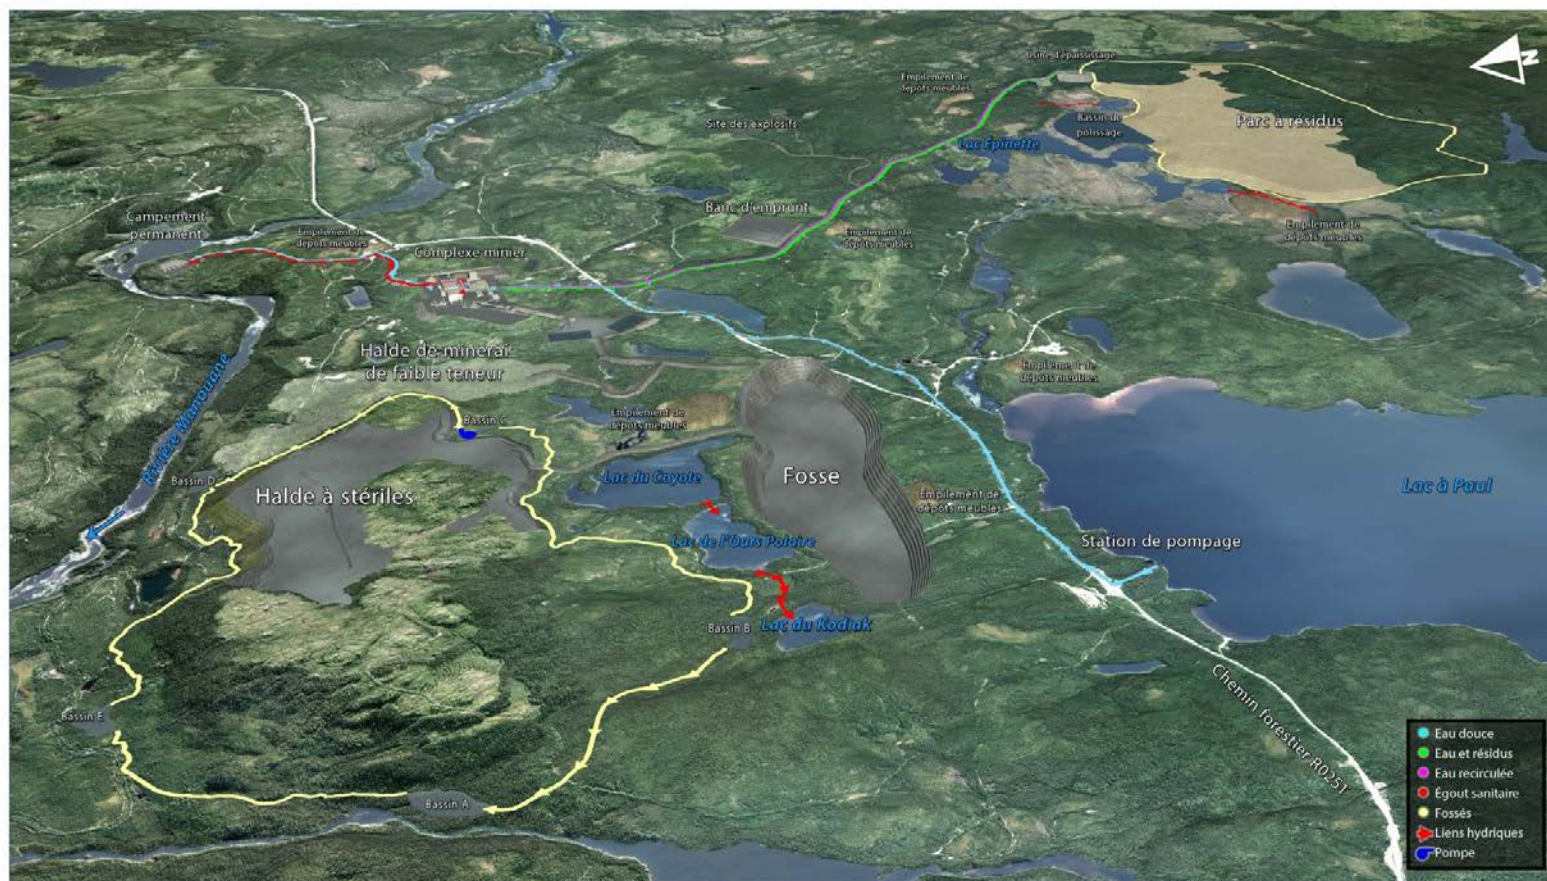 N
Usine d'épaississage
Empilement de
dépôts meubles
Site des explosifs
Bassin de
polissage
Parc à résidus
Lac Épinette
Campement
permanent
Banc d'emprunt
Empilement de
dépôts meubles
Empilement de
dépôts meubles
Empilement de
dépôts meubles
Complexe minier
Halde de minerai
de faible teneur
Rivière Manouane
Empilement de
dépôts meubles
Empilement de
dépôts meubles
Bassin C
Bassin D
Halde à stériles
Lac du Coyote
Fosse
Lac à Paul
Empilement de
dépôts meubles
Lac de l'Ours Polaire
Station de pompage
Bassin B
Lac du Kodiak
Chemin forestier R0251
Bassin E
Bassin A
Eau douce
Eau et résidus
Eau recirculée
Égout sanitaire
Fossés
Liens hydriques
Pompe